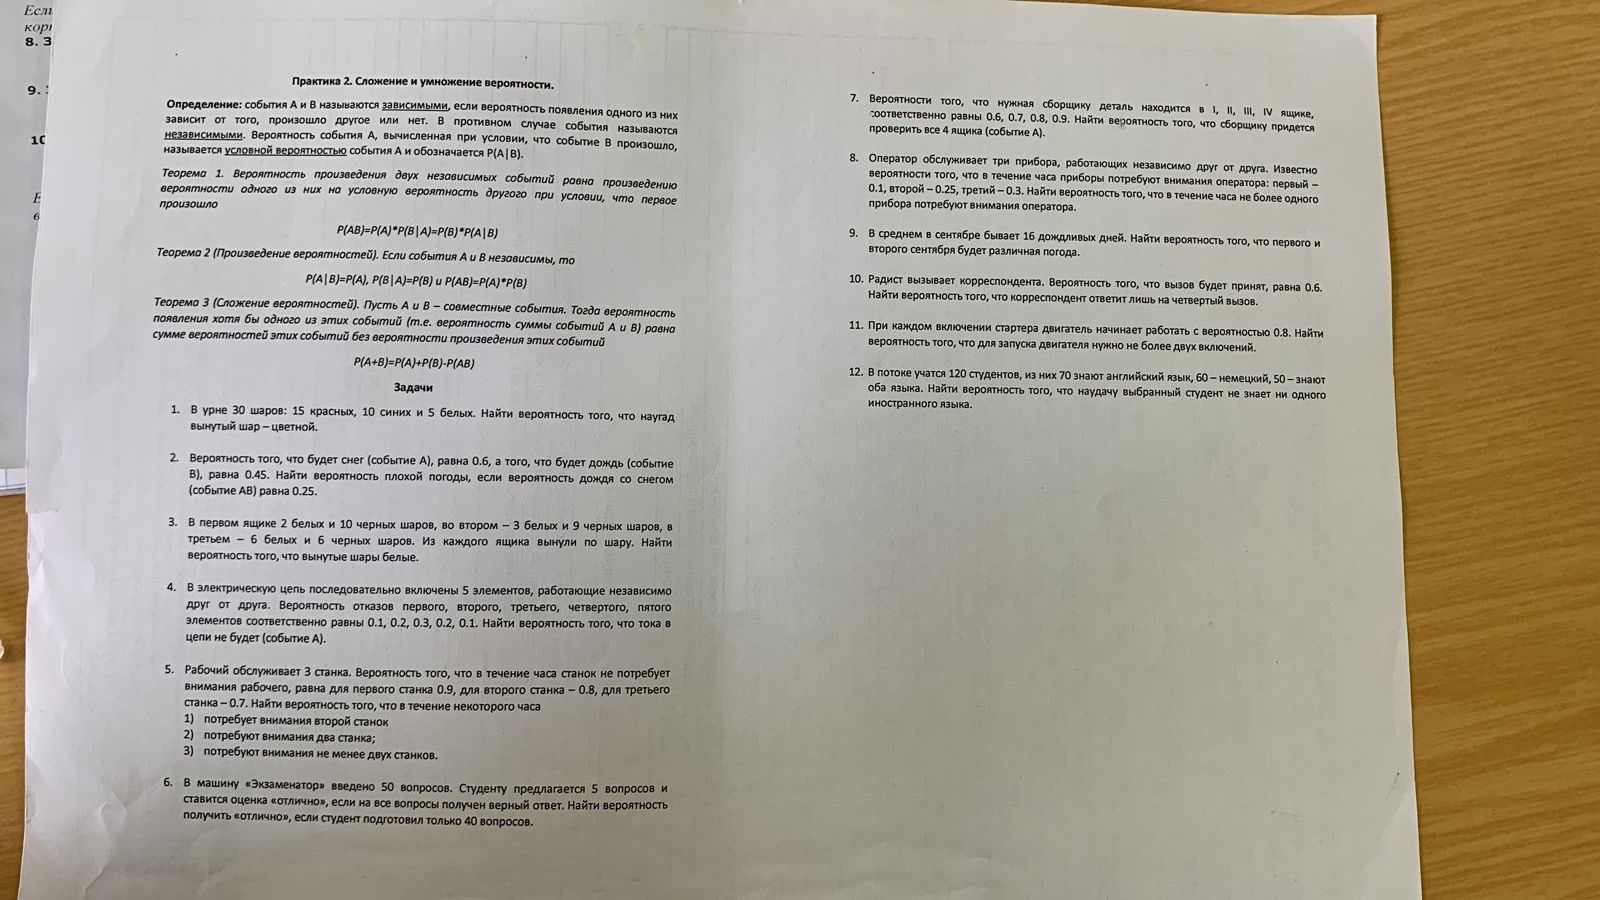 Если
8. З
9.
10
Практика 2. Сложение и умножение вероятности.
Определение: события А и В называются зависимыми, если вероятность появления одного из них
зависит от того, произошло другое или нет. В противном случае события называются
независимыми. Вероятность события А, вычисленная при условии, что событие В произошло,
называется условной вероятностью события А и обозначается P(A|B).
Теорема 1. Вероятность произведения двух независимых событий равна произведению
вероятности одного из них на условную вероятность другого при условии, что первое
произошло
P(AB)=P(A)*P(B|A)=P(B)*P(A|B)
Теорема 2 (Произведение вероятностей). Если события А и В независимы, то
P(A|B)=P(A), P(B|A)=P(B) и P(AB)=P(A)*P(B)
Теорема 3 (Сложение вероятностей). Пусть А и В – совместные события. Тогда вероятность
появления хотя бы одного из этих событий (т.е. вероятность суммы событий А и В) равна
сумме вероятностей этих событий без вероятности произведения этих событий
P(A+B)=P(A)+P(B)-P(AB)
Задачи
1. В урне 30 шаров: 15 красных, 10 синих и 5 белых. Найти вероятность того, что наугад
вынутый шар – цветной.
2. Вероятность того, что будет снег (событие А), равна 0.6, а того, что будет дождь (событие
В), равна 0.45. Найти вероятность плохой погоды, если вероятность дождя со снегом
(событие АВ) равна 0.25.
3. В первом ящике 2 белых и 10 черных шаров, во втором – 3 белых и 9 черных шаров, в
третьем – 6 белых и 6 черных шаров. Из каждого ящика вынули по шару. Найти
вероятность того, что вынутые шары белые.
4. В электрическую цепь последовательно включены 5 элементов, работающие независимо
друг от друга. Вероятность отказов первого, второго, третьего, четвертого, пятого
элементов соответственно равны 0.1, 0.2, 0.3, 0.2, 0.1. Найти вероятность того, что тока в
цепи не будет (событие А).
5. Рабочий обслуживает 3 станка. Вероятность того, что в течение часа станок не потребует
внимания рабочего, равна для первого станка 0.9, для второго станка – 0.8, для третьего
станка – 0.7. Найти вероятность того, что в течение некоторого часа
1) потребует внимания второй станок
2) потребуют внимания два станка;
3) потребуют внимания не менее двух станков.
6. В машину «Экзаменатор» введено 50 вопросов. Студенту предлагается 5 вопросов и
ставится оценка «отлично», если на все вопросы получен верный ответ. Найти вероятность
получить «отлично», если студент подготовил только 40 вопросов.
7. Вероятности того, что нужная сборщику деталь находится в I, II, III, IV ящике,
соответственно равны 0.6, 0.7, 0.8, 0.9. Найти вероятность того, что сборщику придется
проверить все 4 ящика (событие А).
8. Оператор обслуживает три прибора, работающих независимо друг от друга. Известно
вероятности того, что в течение часа приборы потребуют внимания оператора: первый –
0.1, второй – 0.25, третий – 0.3. Найти вероятность того, что в течение часа не более одного
прибора потребуют внимания оператора.
9. В среднем в сентябре бывает 16 дождливых дней. Найти вероятность того, что первого и
второго сентября будет различная погода.
10. Радист вызывает корреспондента. Вероятность того, что вызов будет принят, равна 0.6.
Найти вероятность того, что корреспондент ответит лишь на четвертый вызов.
11. При каждом включении стартера двигатель начинает работать с вероятностью 0.8. Найти
вероятность того, что для запуска двигателя нужно не более двух включений.
12. В потоке учатся 120 студентов, из них 70 знают английский язык, 60 – немецкий, 50 – знают
оба языка. Найти вероятность того, что наудачу выбранный студент не знает ни одного
иностранного языка.